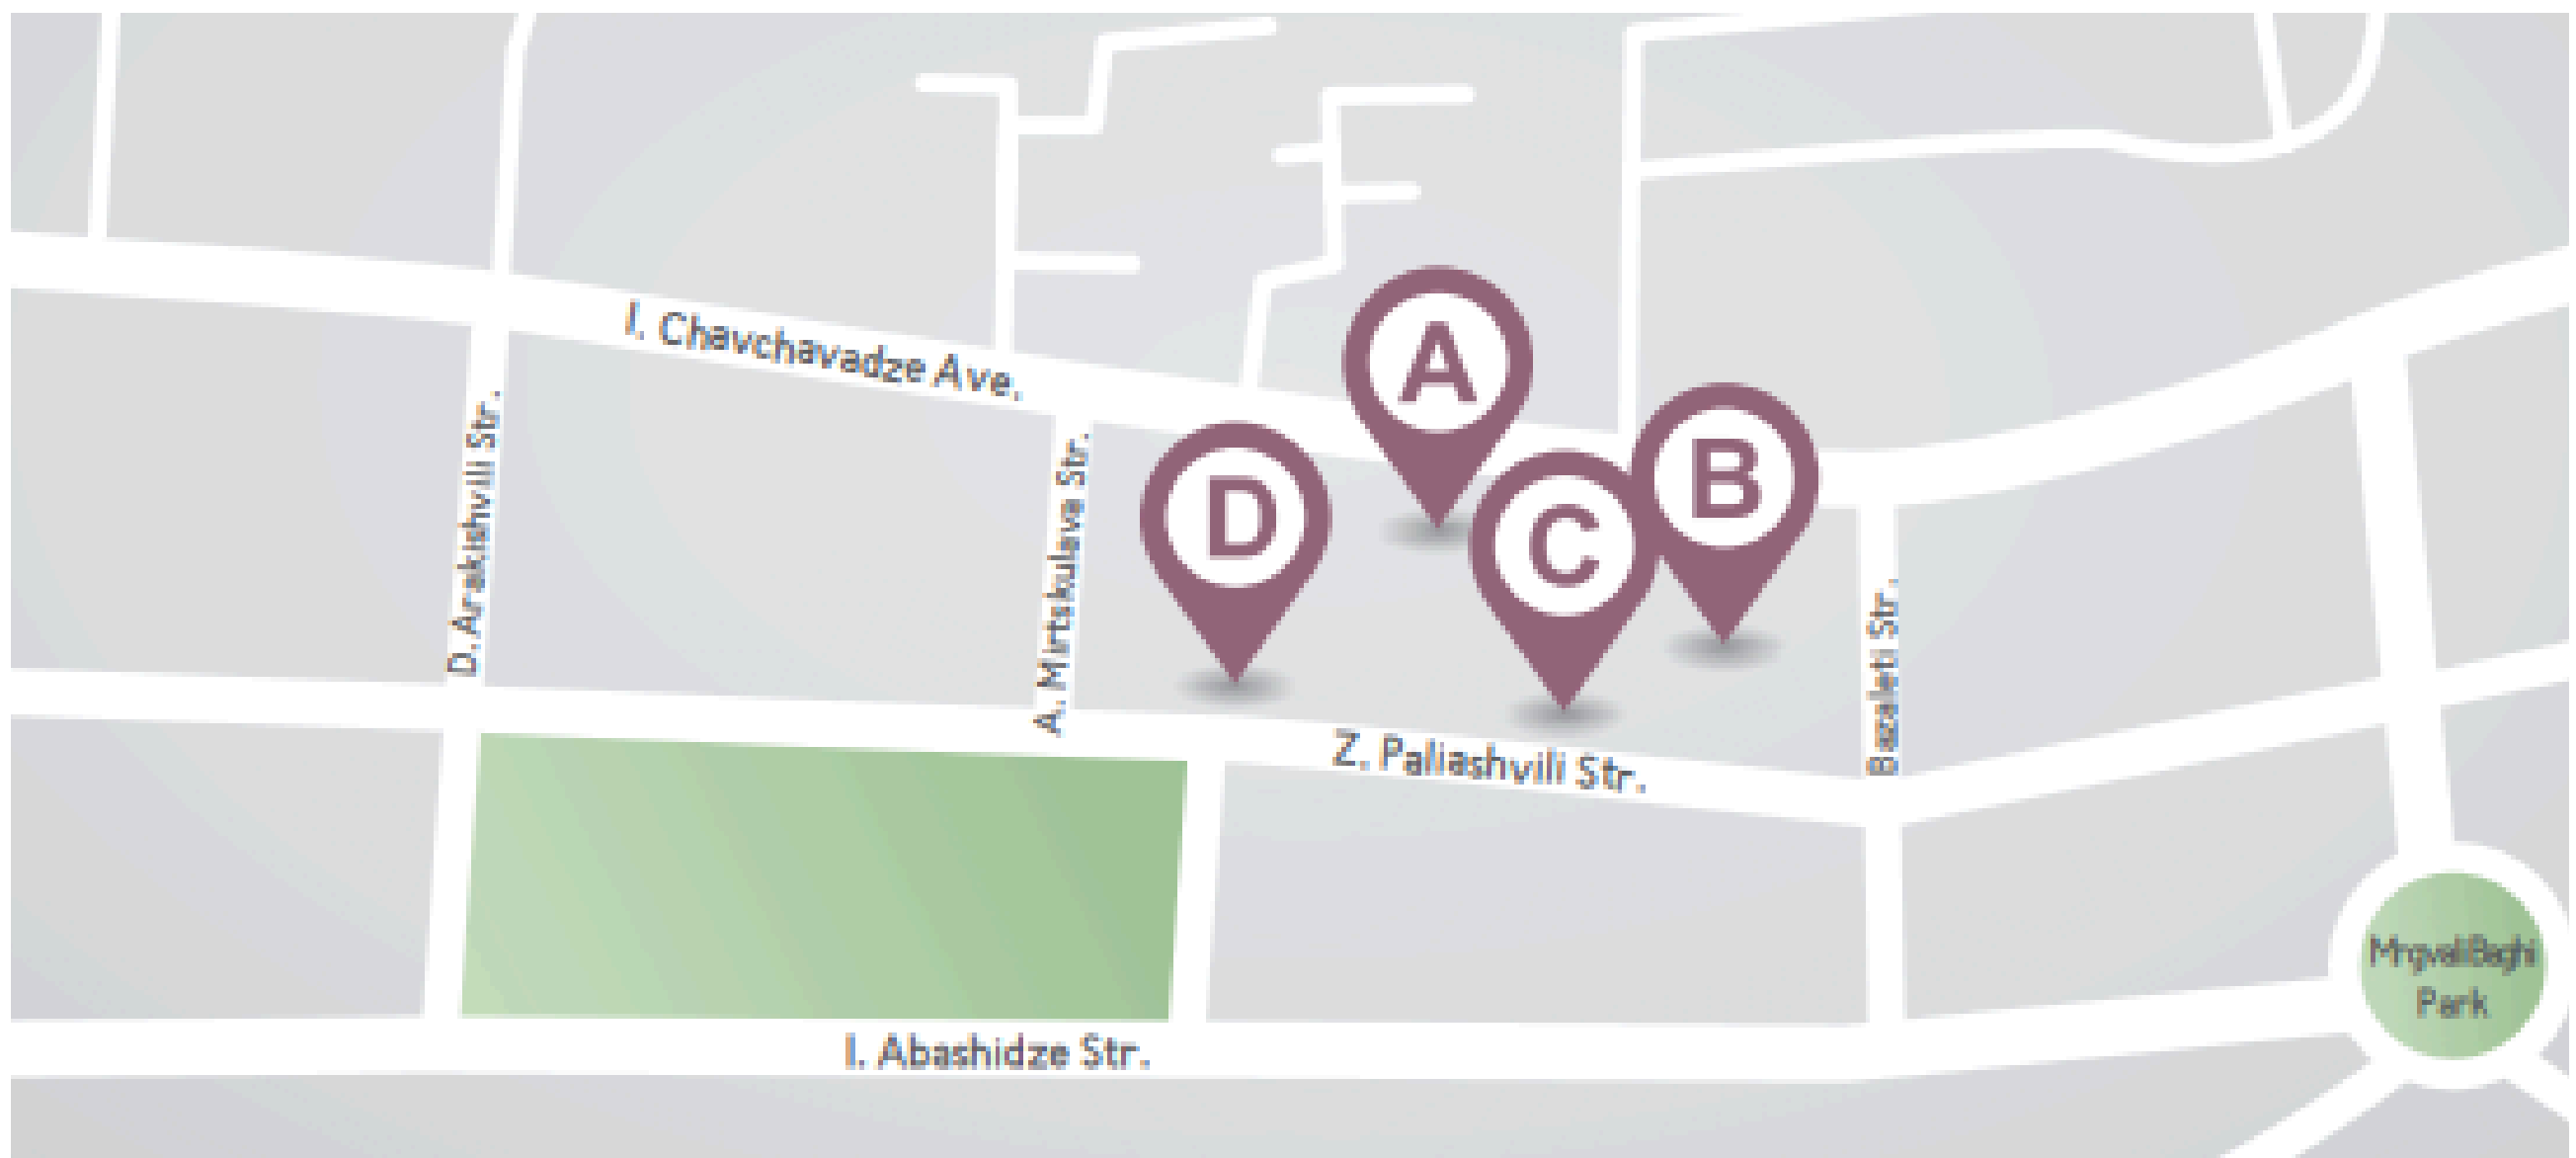 I. Chavchavadze Ave.
A
B
D
C
D. Arakishvili Str.
A. Mirtskulava Str.
Bazaleti Str.
Z. Paliashvili Str.
Mrgvali Baghi
Park
I. Abashidze Str.